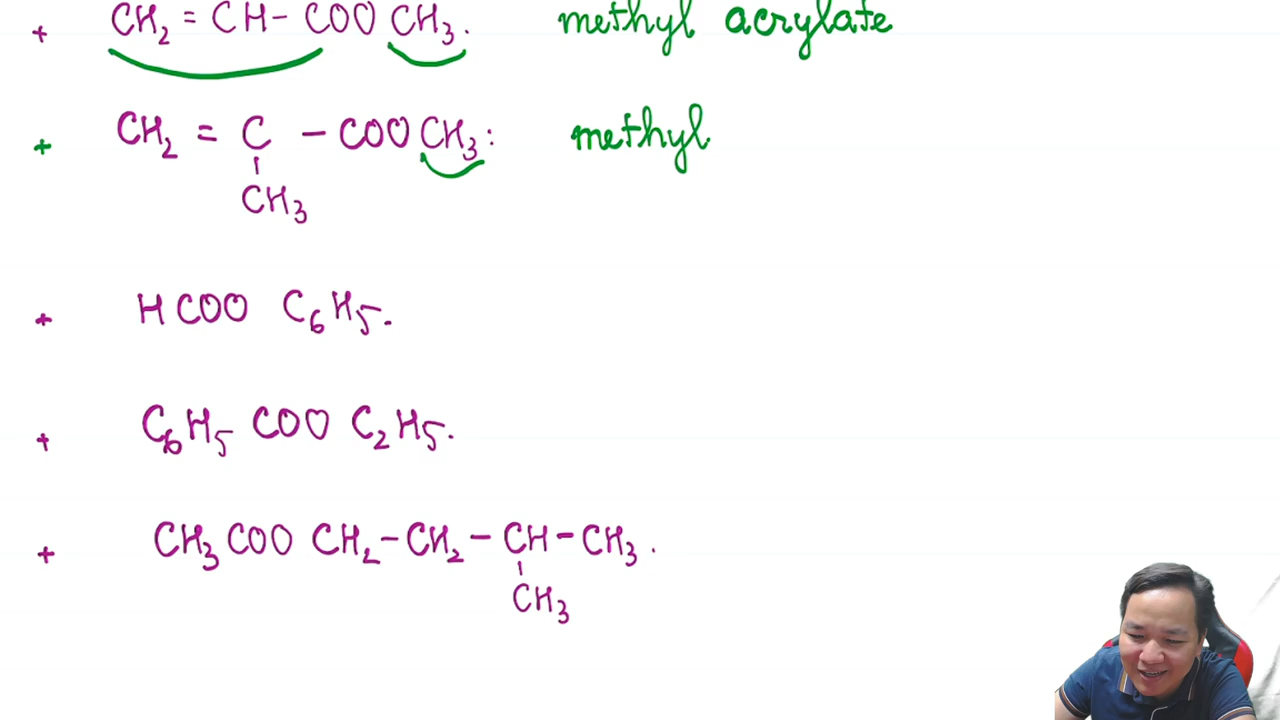 + CH₂ = CH - COO CH₃. methyl acrylate
+ CH₂ = C - COO CH₃: methyl
CH₃
+ H COO C₆H₅.
+ C₆H₅ COO C₂H₅.
+ CH₃ COO CH₂ - CH₂ - CH - CH₃.
CH₃